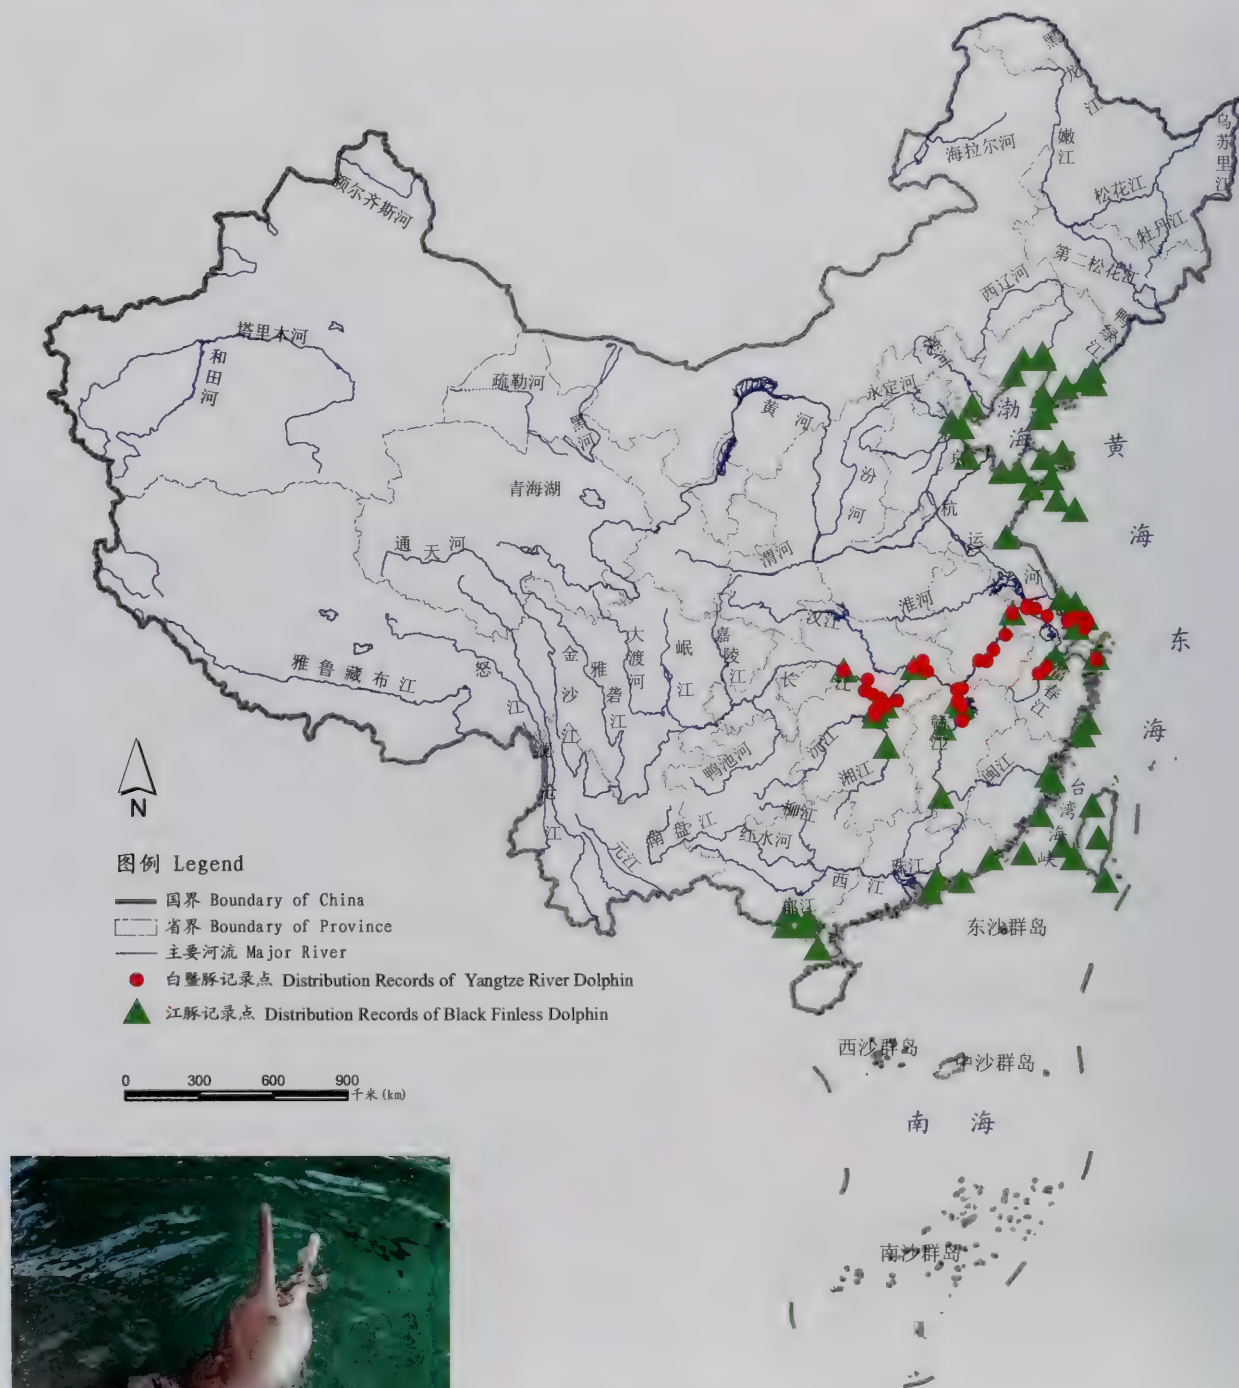 黑
龙
江
乌
苏
里
江
嫩
江
海拉尔河
松花江
牡丹江
额尔齐斯河
第二松花江
西辽河
鸭
绿
江
塔里木河
和
田
河
疏勒河
黑
河
滦河
永定河
黄
河
渤
海
黄
海
京
汾
河
青海湖
杭
运
河
通
天
河
渭河
淮河
汉江
大
渡
河
岷
江
嘉
陵
江
金
沙
江
雅
砻
江
怒
江
雅鲁藏布江
长
江
春
江
东
海
赣
江
沅江
鸭池河
湘江
闽江
柳江
台
湾
海
峡
沧
江
元江
南盘江
红水河
珠江
西
江
郁江
N
图例 Legend
国界 Boundary of China
省界 Boundary of Province
主要河流 Major River
白暨豚记录点 Distribution Records of Yangtze River Dolphin
江豚记录点 Distribution Records of Black Finless Dolphin
东沙群岛
西沙群岛
中沙群岛
0 300 600 900
千米(km)
南 海
南沙群岛